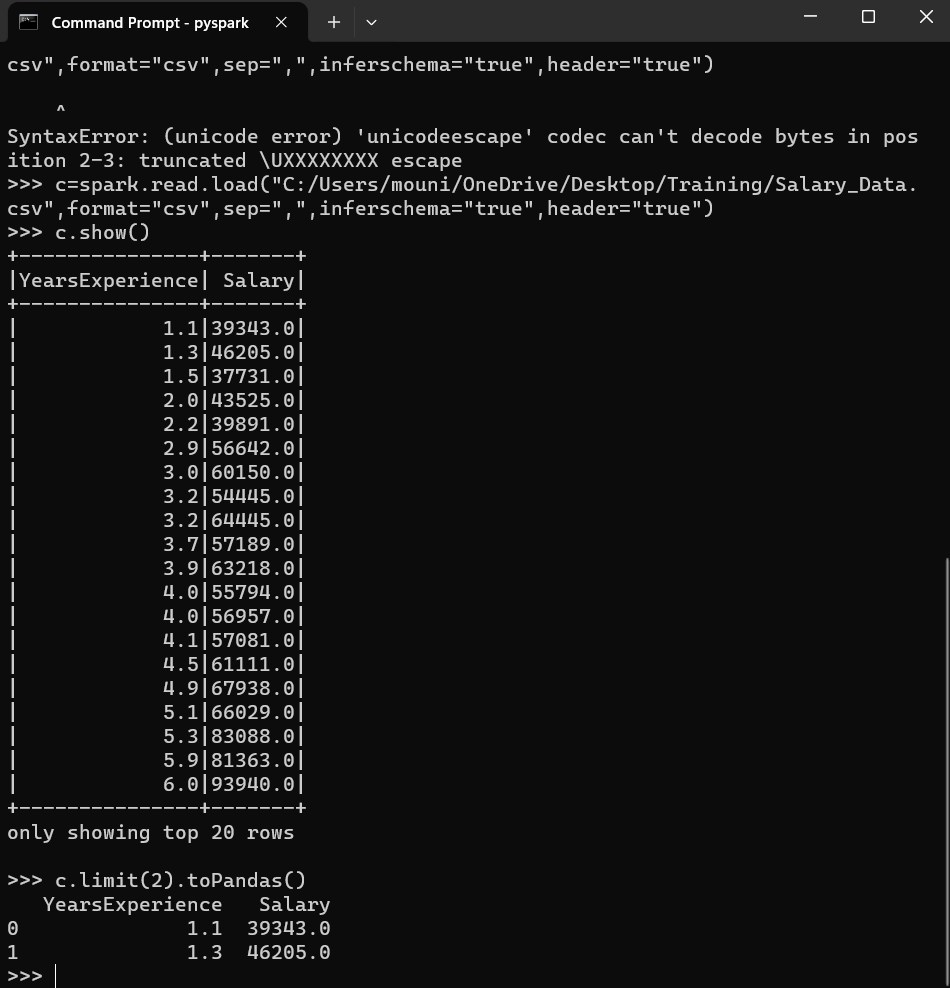 Command Prompt - pyspark
csv",format="csv",sep=",",inferschema="true",header="true")
    ^
SyntaxError: (unicode error) 'unicodeescape' codec can't decode bytes in pos
ition 2-3: truncated \UXXXXXXXX escape
>>> c=spark.read.load("C:/Users/mouni/OneDrive/Desktop/Training/Salary_Data.
csv",format="csv",sep=",",inferschema="true",header="true")
>>> c.show()
+---------------+-------+
|YearsExperience| Salary|
+---------------+-------+
|            1.1|39343.0|
|            1.3|46205.0|
|            1.5|37731.0|
|            2.0|43525.0|
|            2.2|39891.0|
|            2.9|56642.0|
|            3.0|60150.0|
|            3.2|54445.0|
|            3.2|64445.0|
|            3.7|57189.0|
|            3.9|63218.0|
|            4.0|55794.0|
|            4.0|56957.0|
|            4.1|57081.0|
|            4.5|61111.0|
|            4.9|67938.0|
|            5.1|66029.0|
|            5.3|83088.0|
|            5.9|81363.0|
|            6.0|93940.0|
+---------------+-------+
only showing top 20 rows
>>> c.limit(2).toPandas()
   YearsExperience   Salary
0              1.1  39343.0
1              1.3  46205.0
>>>